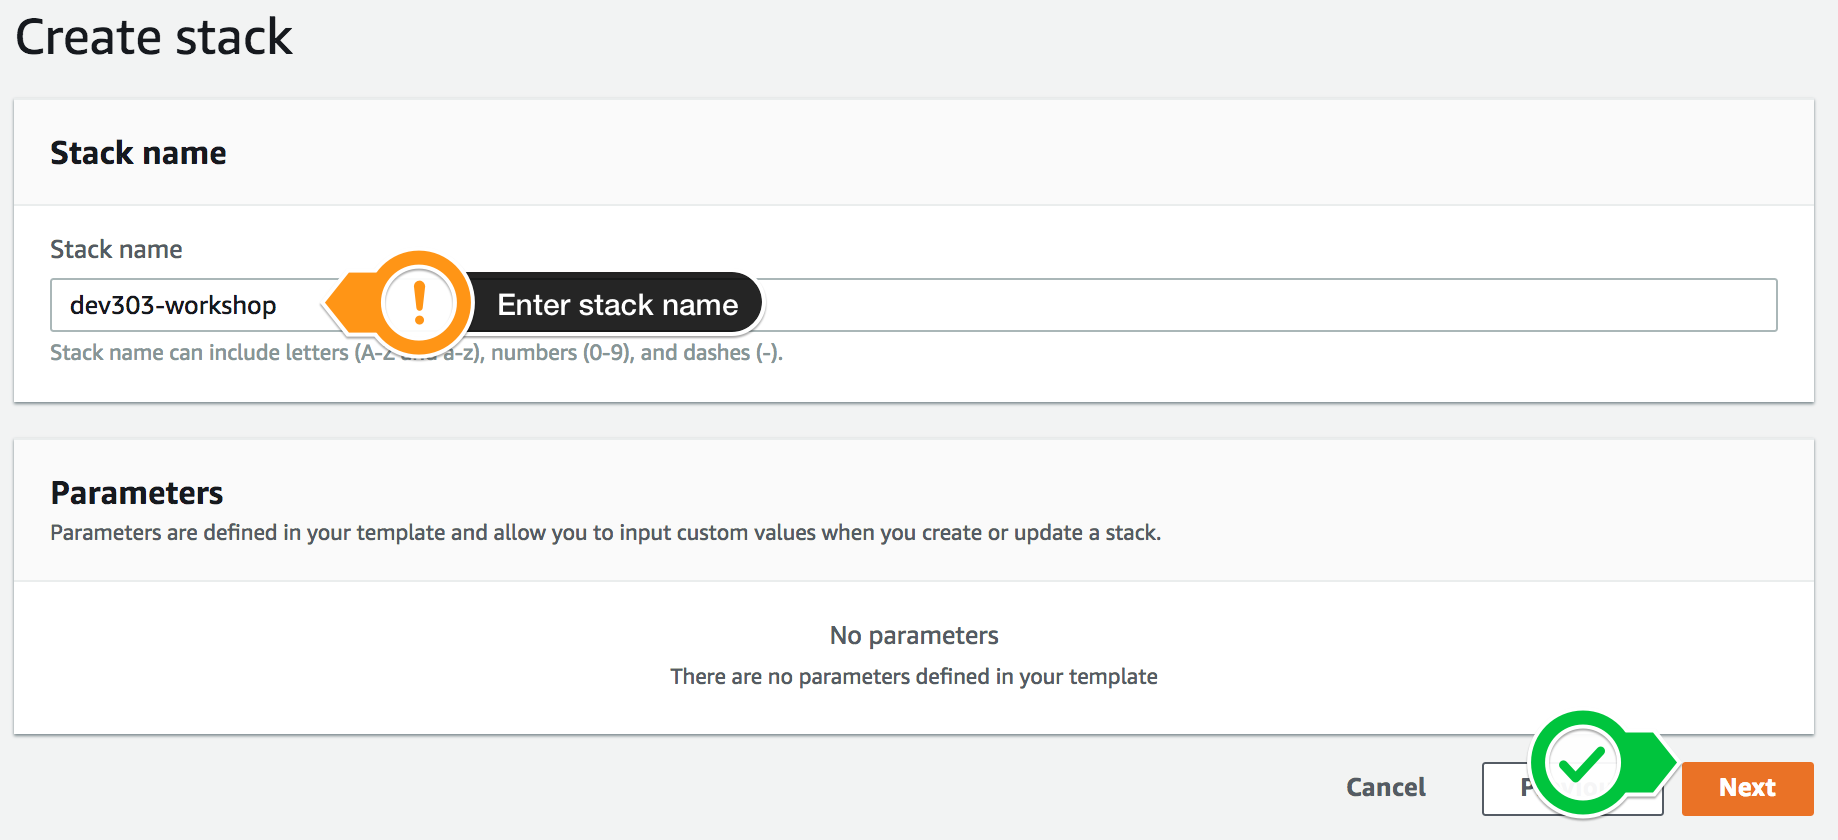 Create stack
Stack name
Stack name
dev303-workshop
Enter stack name
Stack name can include letters (A-Z and a-z), numbers (0-9), and dashes (-).
Parameters
Parameters are defined in your template and allow you to input custom values when you create or update a stack.
No parameters
There are no parameters defined in your template
Cancel
Next